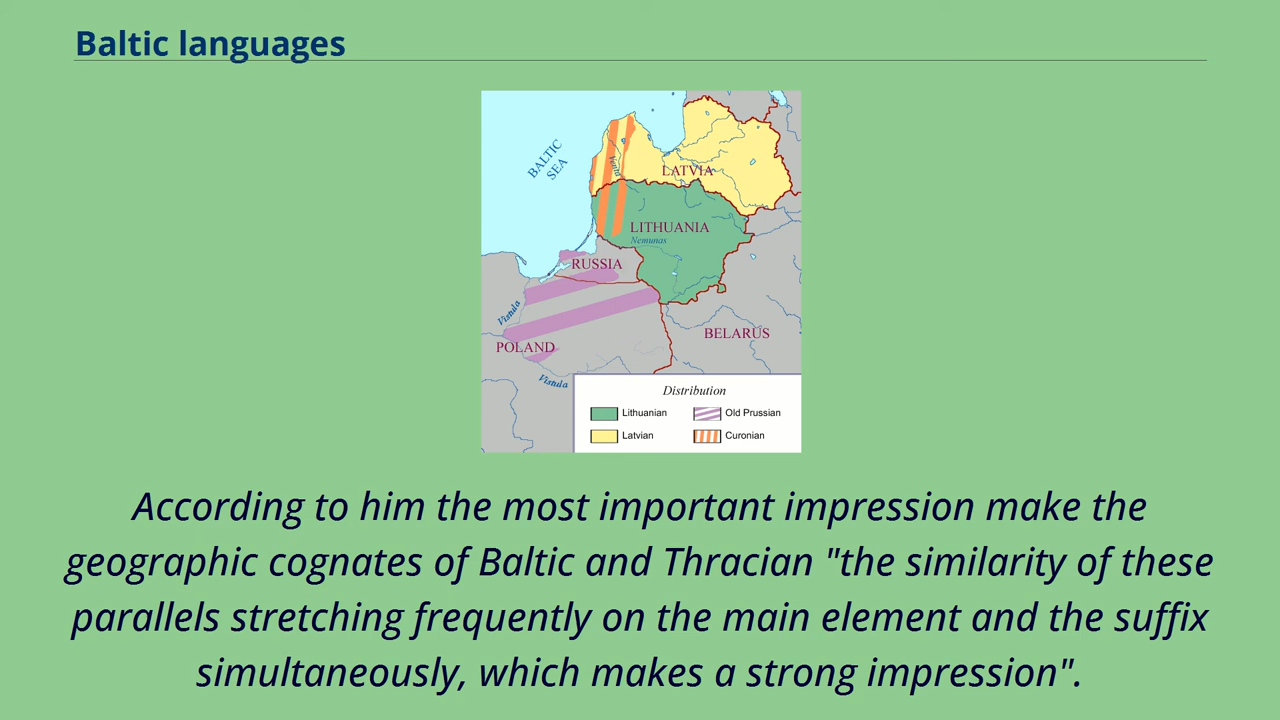 Baltic languages
BALTIC
SEA
Venta
LATVIA
LITHUANIA
Nemunas
RUSSIA
Vistula
POLAND
BELARUS
Vistula
Distribution
Lithuanian
Old Prussian
Latvian
Curonian
According to him the most important impression make the
geographic cognates of Baltic and Thracian "the similarity of these
parallels stretching frequently on the main element and the suffix
simultaneously, which makes a strong impression".